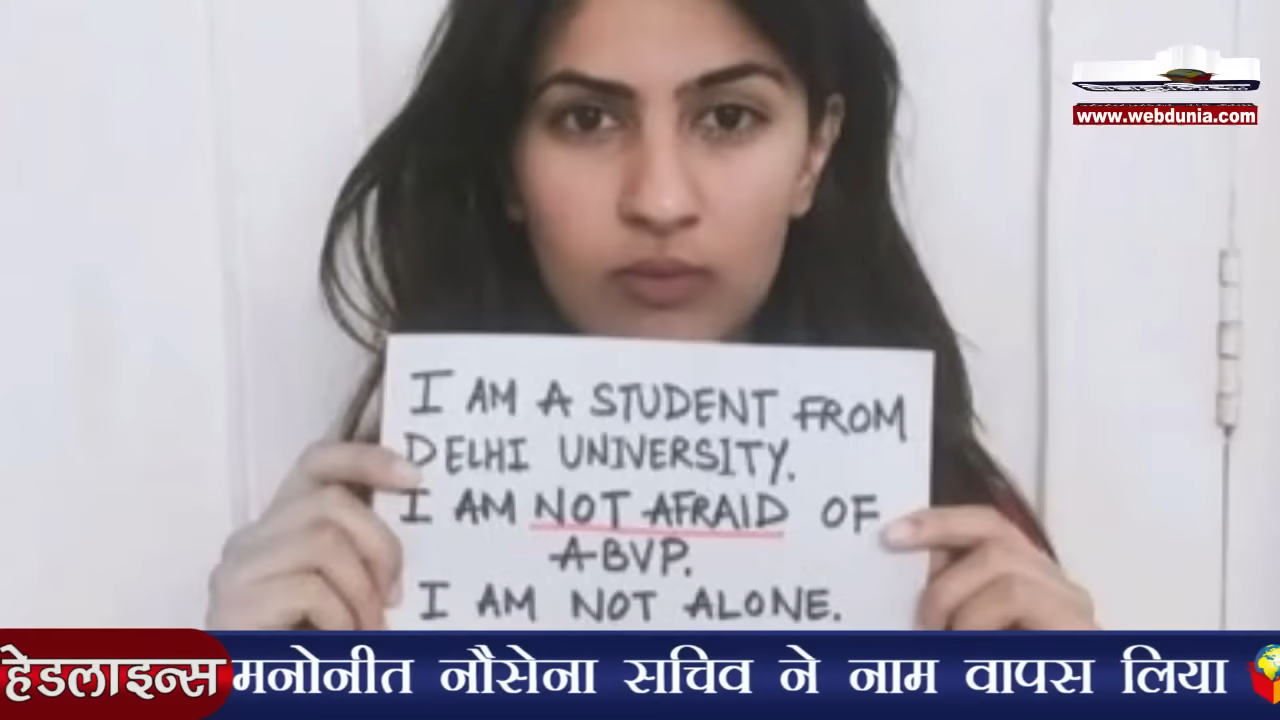 www.webdunia.com
I AM A STUDENT FROM
DELHI UNIVERSITY.
I AM NOT AFRAID OF
ABVP.
I AM NOT ALONE.
हेडलाइन्स मनोनीत नौसेना सचिव ने नाम वापस लिया